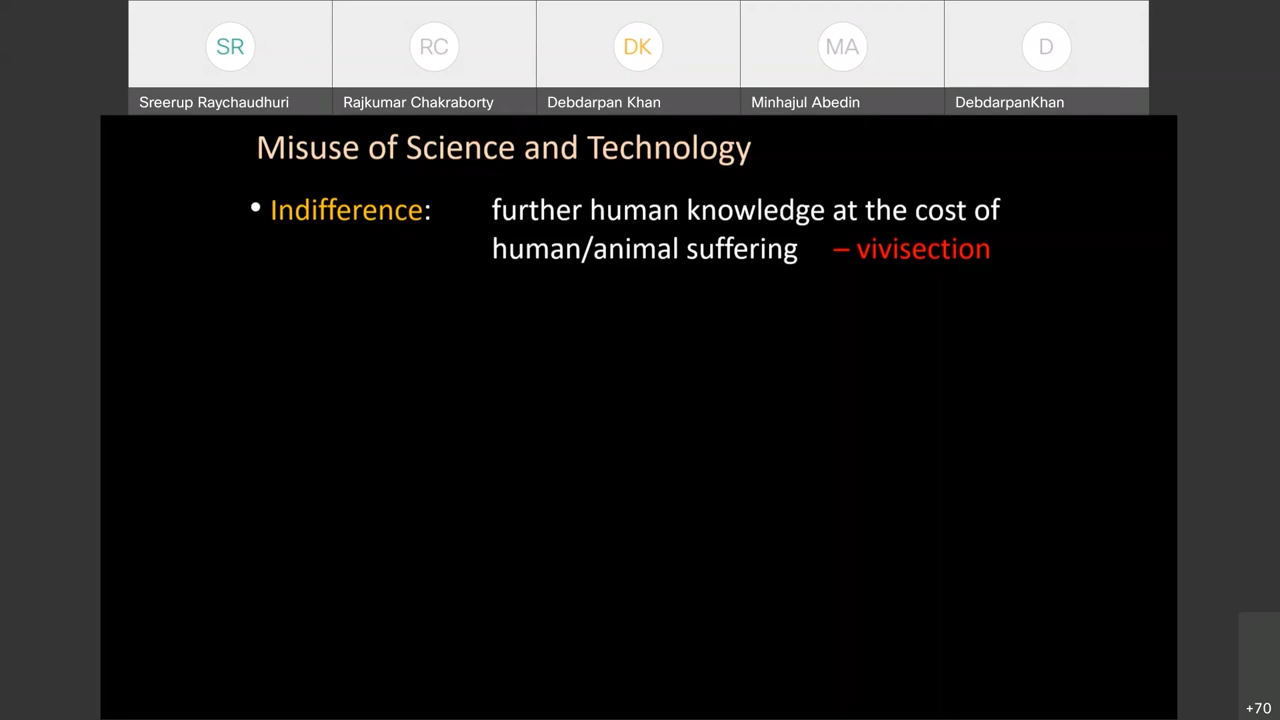 SR RC DK MA D
Sreerup Raychaudhuri Rajkumar Chakraborty Debdarpan Khan Minhajul Abedin DebdarpanKhan
Misuse of Science and Technology
• Indifference: further human knowledge at the cost of
human/animal suffering – vivisection
+70